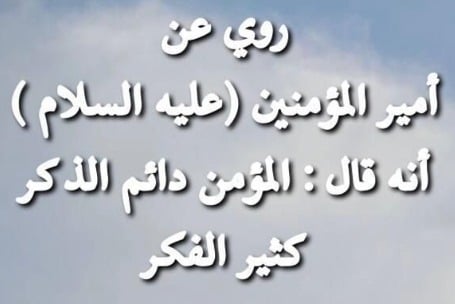 روي عن
أمير المؤمنين (عليه السلام )
أنه قال : المؤمن دائم الذكر
كثير الفكر